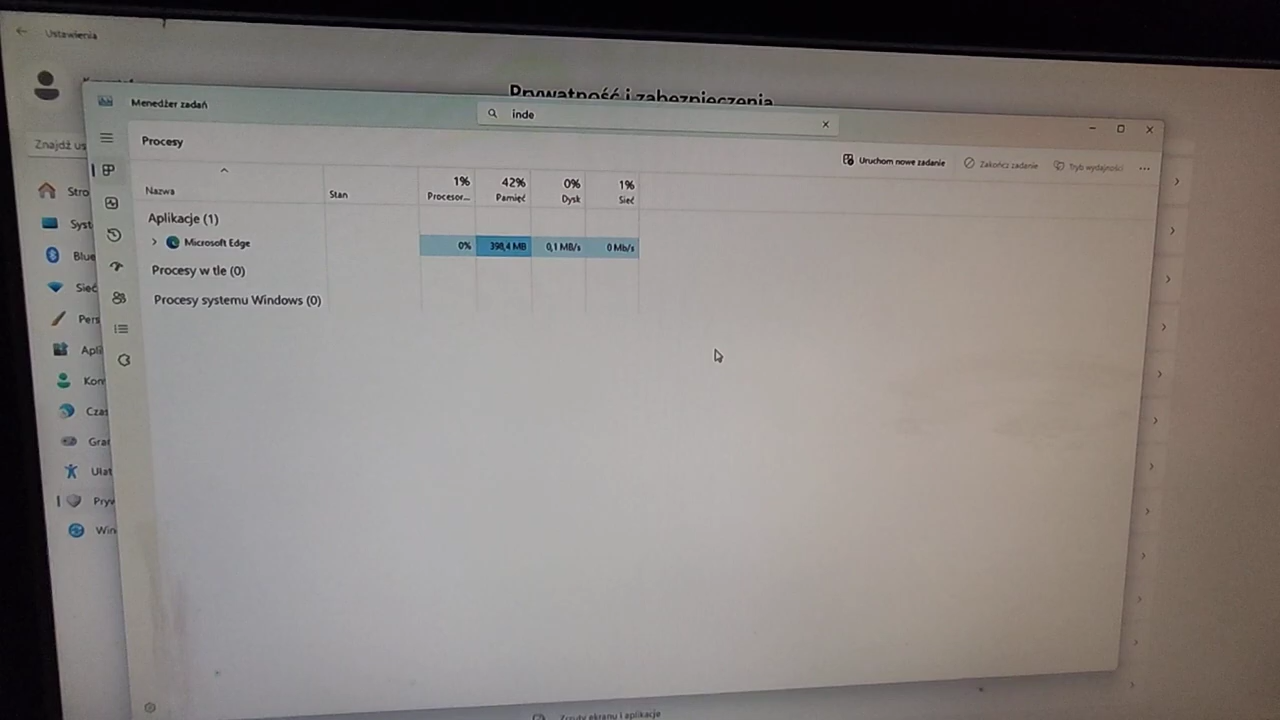 Ustawienia
Prywatność i zabezpieczenia
Menedżer zadań
inde
Znajdź us
Procesy
Uruchom nowe zadanie
Zakończ zadanie
Tryb wydajności
Stro
Syst
Blue
Sieć
Pers
Apli
Kon
Czas
Gra
Ułat
Pryw
Win
Nazwa
Stan
1% 42% 0% 1%
Procesor... Pamięć Dysk Sieć
Aplikacje (1)
Microsoft Edge 0% 390,4 MB 0,1 MB/s 0 Mb/s
Procesy w tle (0)
Procesy systemu Windows (0)
Zrzuty ekranu i aplikacje